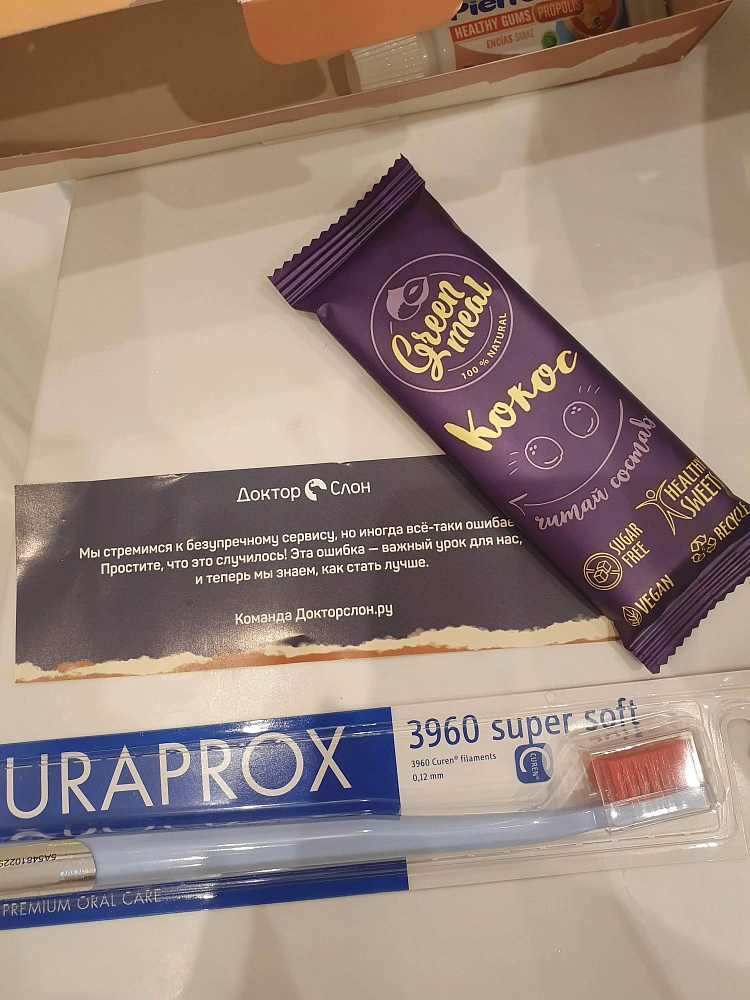 HEALTHY GUMS PROPOLIS
ENCÍAS SANAS
Green
meal
100 % NATURAL
Кокос
читай состав
SUGAR
FREE
HEALTHY
SWEET
VEGAN
Доктор Слон
Мы стремимся к безупречному сервису, но иногда всё-таки ошибае
Простите, что это случилось! Эта ошибка — важный урок для нас,
и теперь мы знаем, как стать лучше.
Команда Докторслон.ру
URAPROX
3960 super soft
3960 Curen® filaments
0,12 mm
CUREN®
PREMIUM ORAL CARE